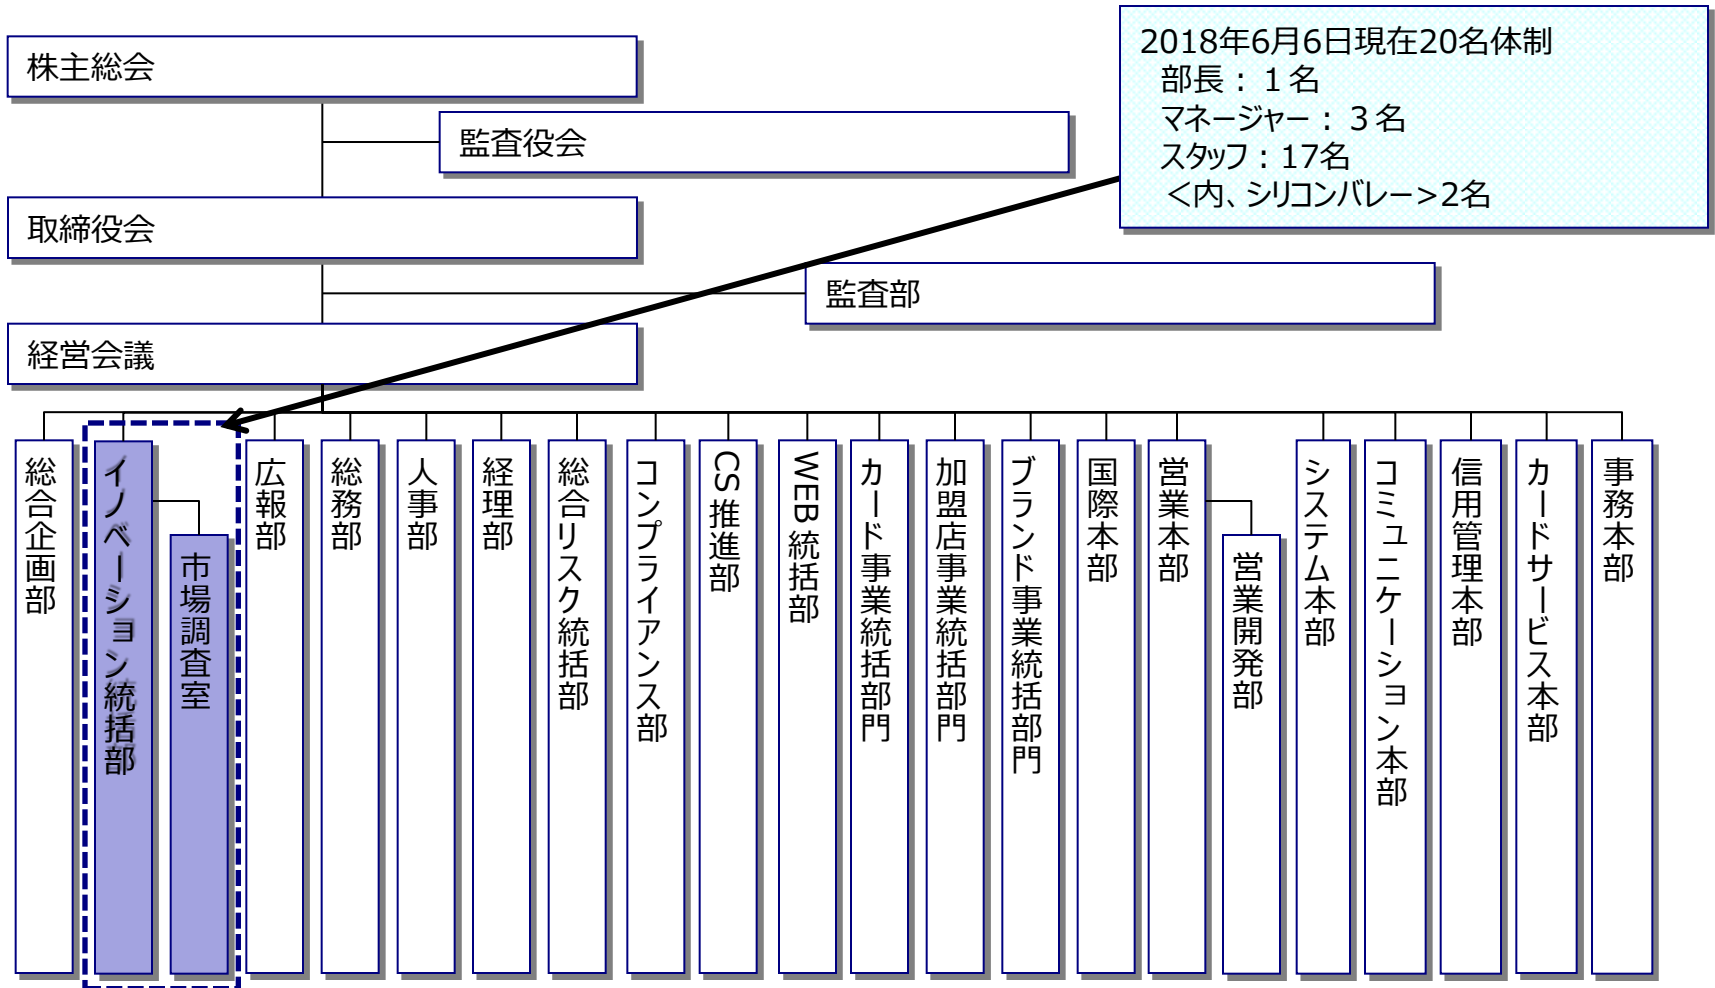 株主総会
監査役会
取締役会
監査部
経営会議
2018年6月6日現在20名体制
部長：１名
マネージャー：３名
スタッフ：17名
＜内、シリコンバレー>2名
総合企画部
イノベーション統括部
市場調査室
広報部
総務部
人事部
経理部
総合リスク統括部
コンプライアンス部
CS推進部
WEB統括部
カード事業統括部門
加盟店事業統括部門
ブランド事業統括部門
国際本部
営業本部
営業開発部
システム本部
コミュニケーション本部
信用管理本部
カードサービス本部
事務本部